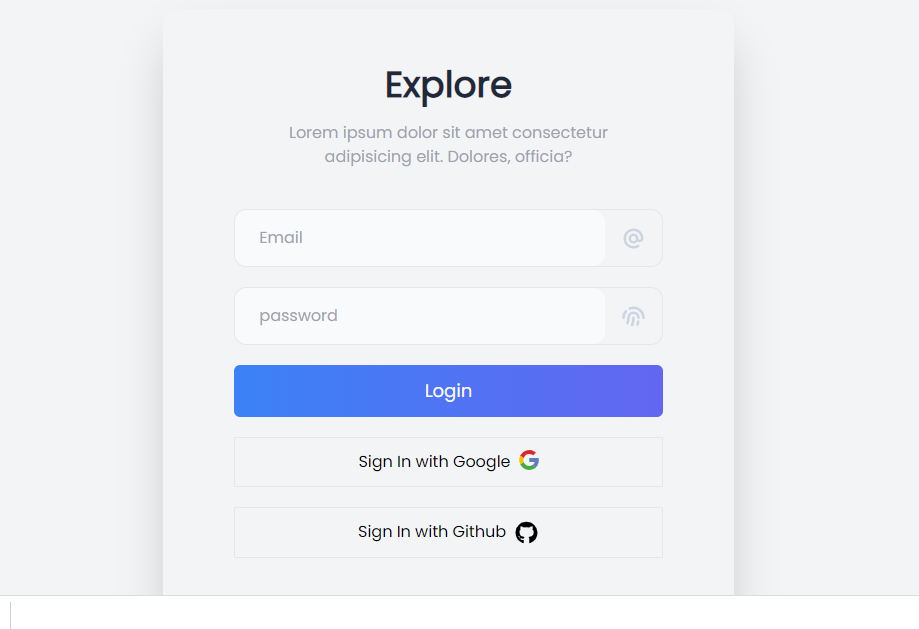 Explore
Lorem ipsum dolor sit amet consectetur
adipisicing elit. Dolores, officia?
Email
password
Login
Sign In with Google
Sign In with Github